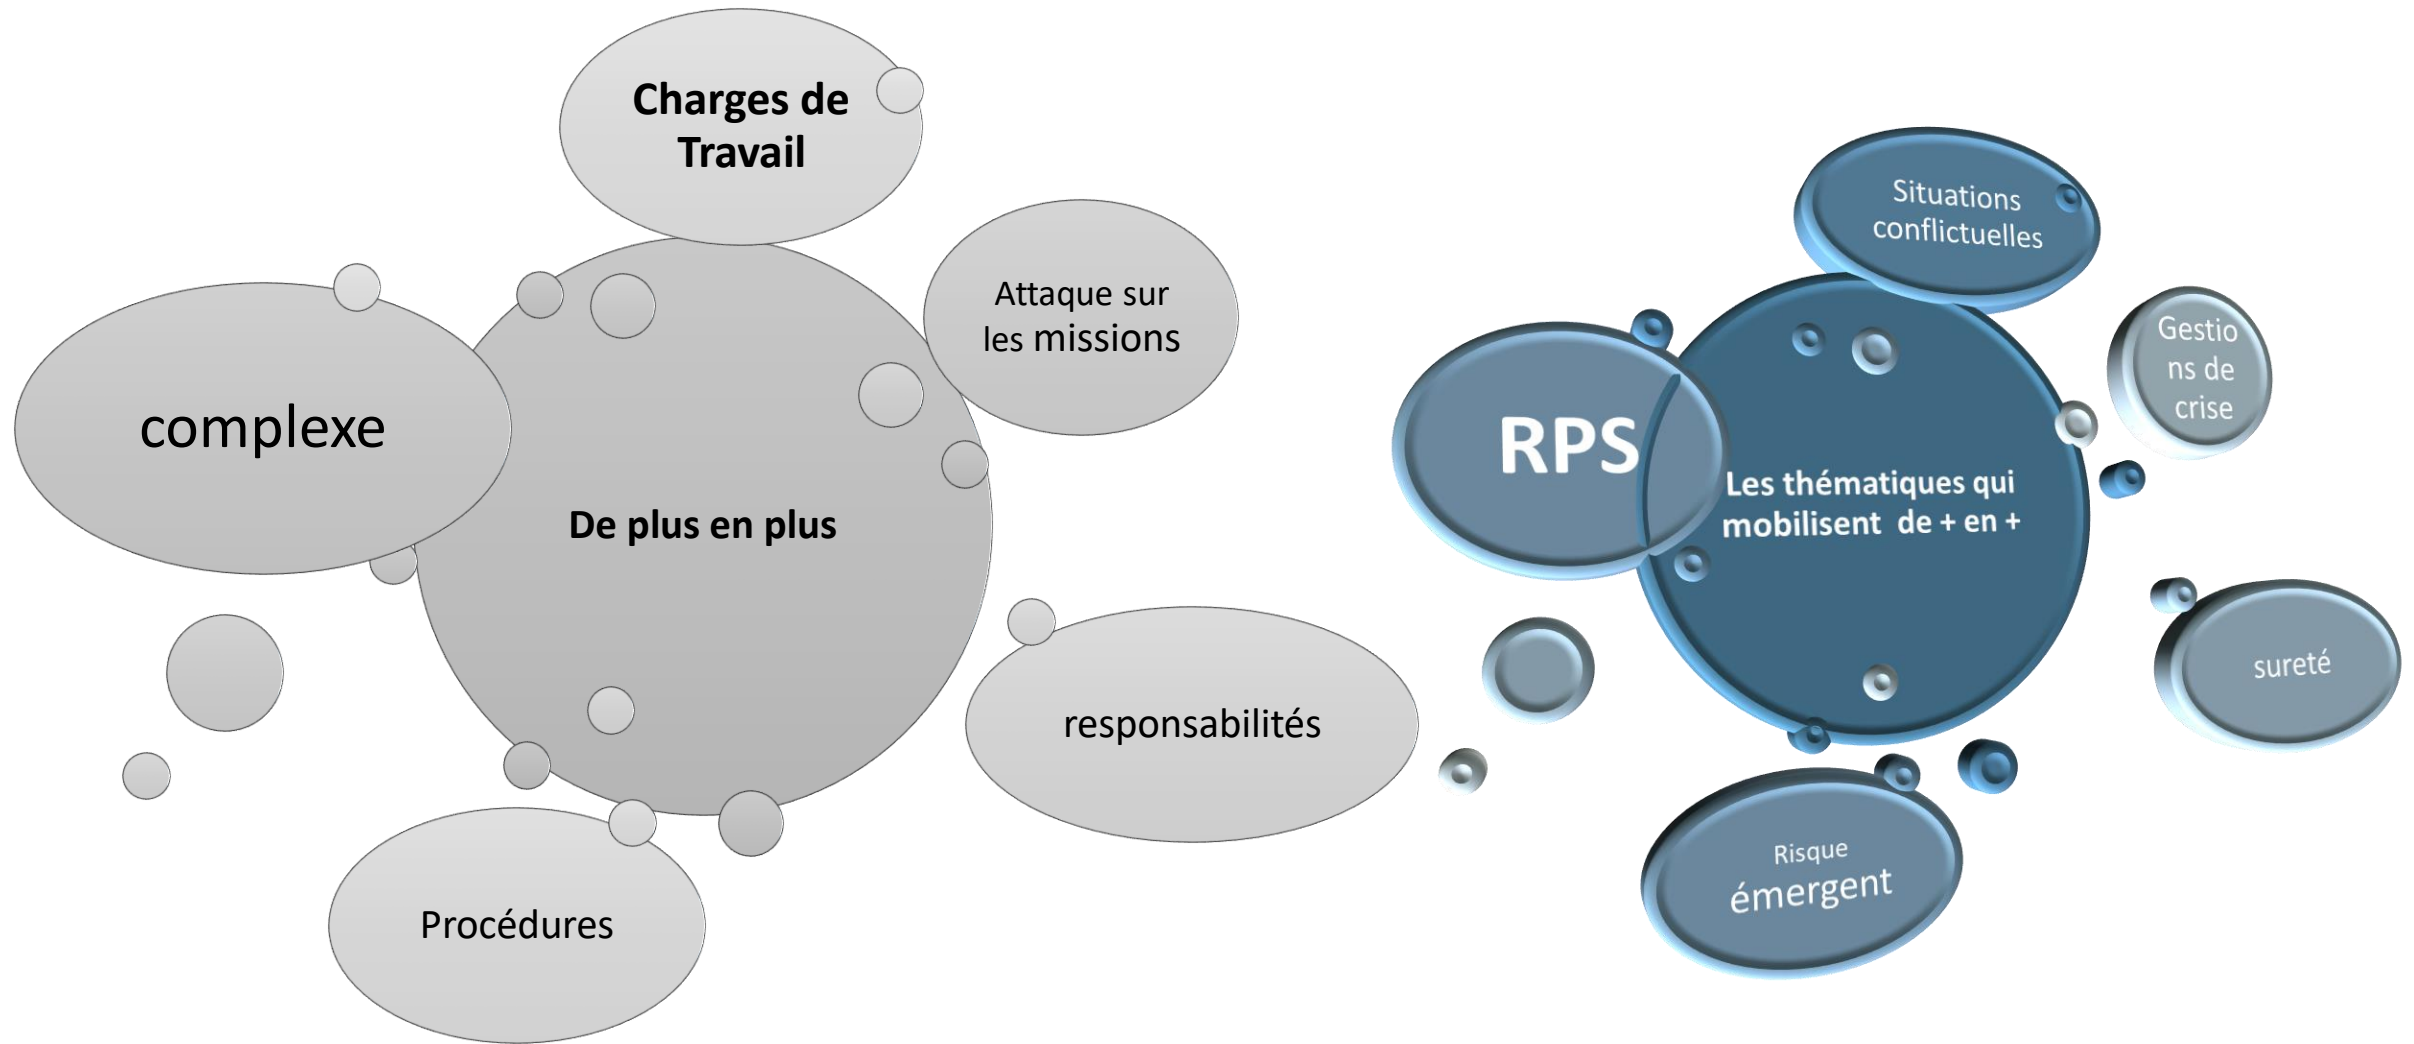 Charges de
Travail
Attaque sur
les missions
complexe
De plus en plus
responsabilités
Procédures
Situations
conflictuelles
Gestio
ns de
crise
RPS
Les thématiques qui
mobilisent de + en +
sureté
Risque
émergent